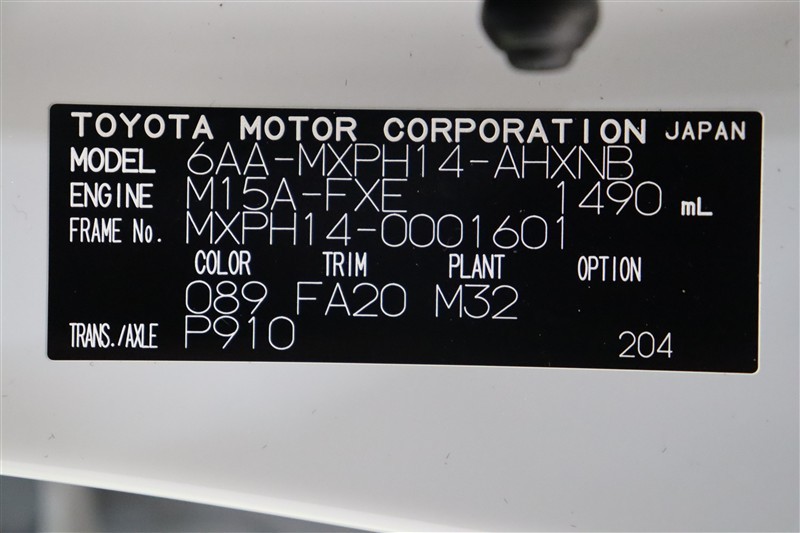 TOYOTA MOTOR CORPORATION JAPAN
MODEL 6AA-MXPH14-AHXNB
ENGINE M15A-FXE 1490 mL
FRAME No. MXPH14-0001601
COLOR TRIM PLANT OPTION
089 FA20 M32
TRANS./AXLE P910 204